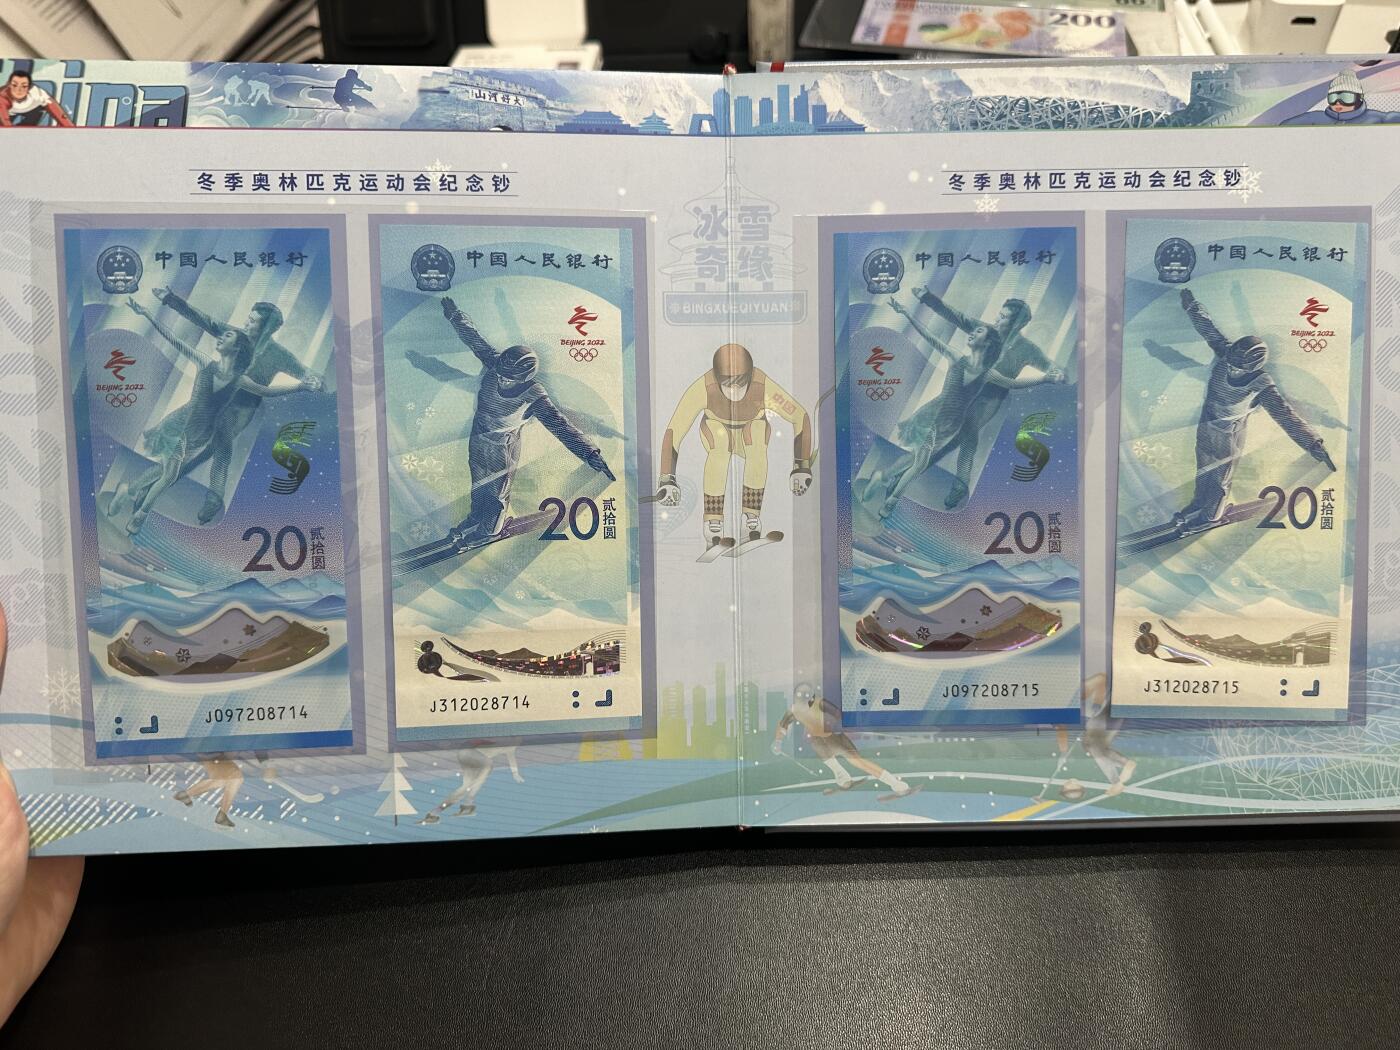 200
China
山河好大
冬季奥林匹克运动会纪念钞
中国人民银行
BEIJING 2022
20
贰拾圆
J097208714
中国人民银行
BEIJING 2022
20
贰拾圆
J312028714
冰雪
奇缘
BINGXUEQIYUAN
中国
冬季奥林匹克运动会纪念钞
中国人民银行
BEIJING 2022
20
贰拾圆
J097208715
中国人民银行
BEIJING 2022
20
贰拾圆
J312028715